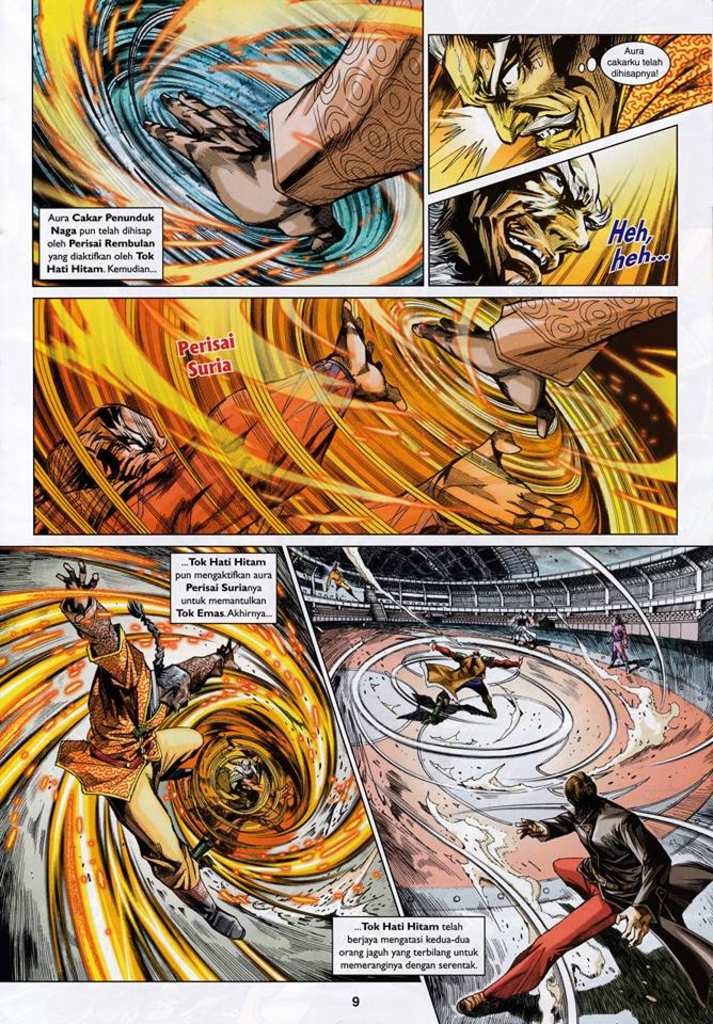 Aura Cakar Penunduk
Naga pun telah dihisap
oleh Perisai Rembulan
yang diaktifkan oleh Tok
Hati Hitam. Kemudian...
Aura
cakarku telah
dihisapnya!
Heh,
heh...
Perisai
Suria
...Tok Hati Hitam
pun mengaktifkan aura
Perisai Surianya
untuk memantulkan
Tok Emas. Akhirnya...
...Tok Hati Hitam telah
berjaya mengatasi kedua-dua
orang jaguh yang terbilang untuk
memeranginya dengan serentak.
9